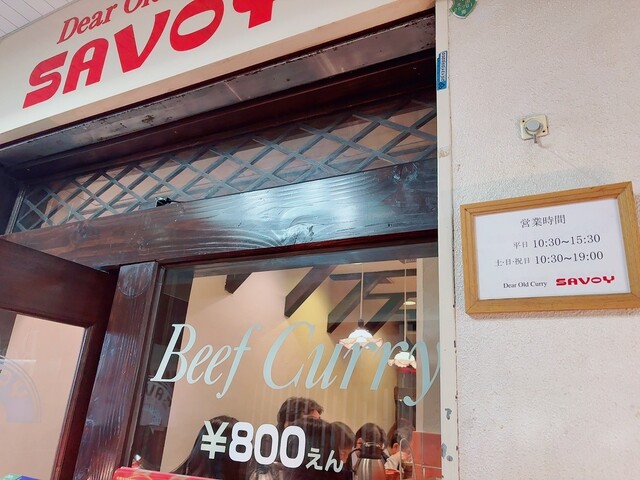 Dear Old
SAVOY
営業時間
平日 10:30～15:30
土・日・祝日 10:30～19:00
Dear Old Curry SAVOY
Beef Curry
￥800えん